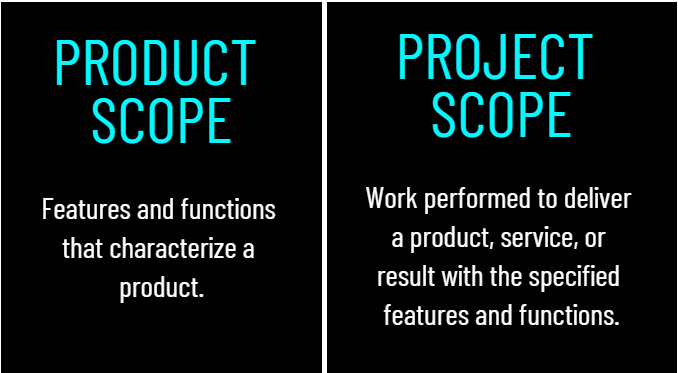 PRODUCT
SCOPE
Features and functions
that characterize a
product.
PROJECT
SCOPE
Work performed to deliver
a product, service, or
result with the specified
features and functions.